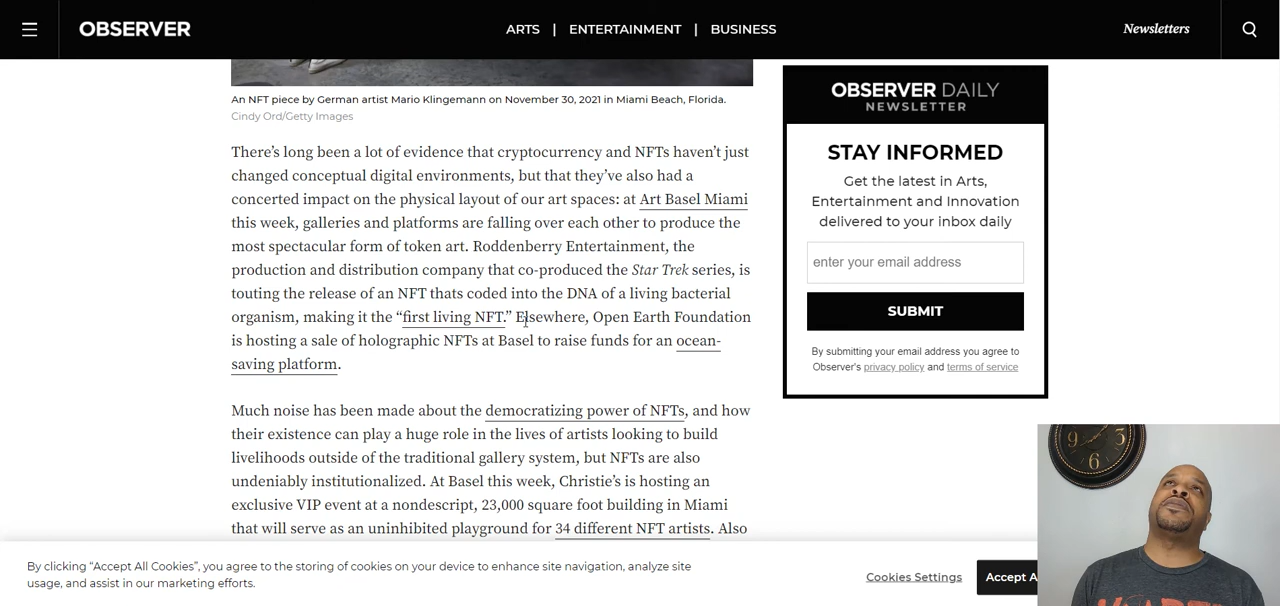 OBSERVER
ARTS | ENTERTAINMENT | BUSINESS
Newsletters
An NFT piece by German artist Mario Klingemann on November 30, 2021 in Miami Beach, Florida.
Cindy Ord/Getty Images
There's long been a lot of evidence that cryptocurrency and NFTs haven't just
changed conceptual digital environments, but that they've also had a
concerted impact on the physical layout of our art spaces: at Art Basel Miami
this week, galleries and platforms are falling over each other to produce the
most spectacular form of token art. Roddenberry Entertainment, the
production and distribution company that co-produced the Star Trek series, is
touting the release of an NFT thats coded into the DNA of a living bacterial
organism, making it the “first living NFT.” Elsewhere, Open Earth Foundation
is hosting a sale of holographic NFTs at Basel to raise funds for an ocean-
saving platform.
Much noise has been made about the democratizing power of NFTs, and how
their existence can play a huge role in the lives of artists looking to build
livelihoods outside of the traditional gallery system, but NFTs are also
undeniably institutionalized. At Basel this week, Christie's is hosting an
exclusive VIP event at a nondescript, 23,000 square foot building in Miami
that will serve as an uninhibited playground for 34 different NFT artists. Also
OBSERVER DAILY
NEWSLETTER
STAY INFORMED
Get the latest in Arts,
Entertainment and Innovation
delivered to your inbox daily
enter your email address
SUBMIT
By submitting your email address you agree to
Observer's privacy policy and terms of service
By clicking “Accept All Cookies”, you agree to the storing of cookies on your device to enhance site navigation, analyze site
usage, and assist in our marketing efforts.
Cookies Settings
Accept A
9 3
6